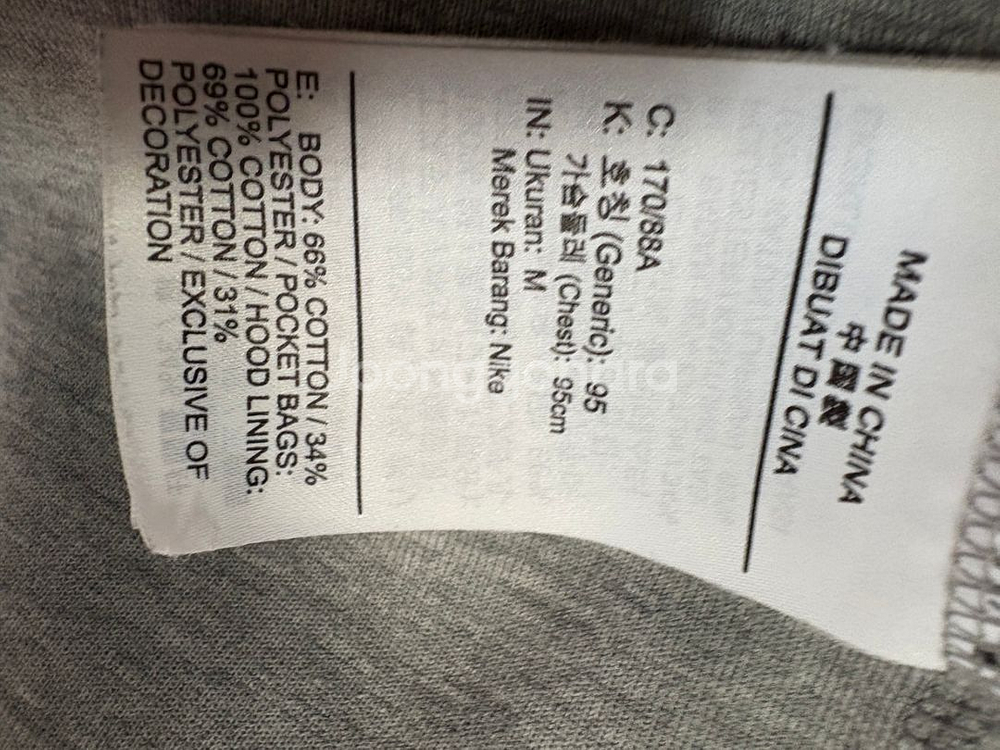 MADE IN CHINA
中國製
DIBUAT DI CINA
C: 170/88A
K: 호칭 (Generic): 95
가슴둘레 (Chest): 95cm
IN: Ukuran: M
Merek Barang: Nike
E: BODY: 66% COTTON / 34%
POLYESTER / POCKET BAGS:
100% COTTON / HOOD LINING:
69% COTTON / 31%
POLYESTER / EXCLUSIVE OF
DECORATION